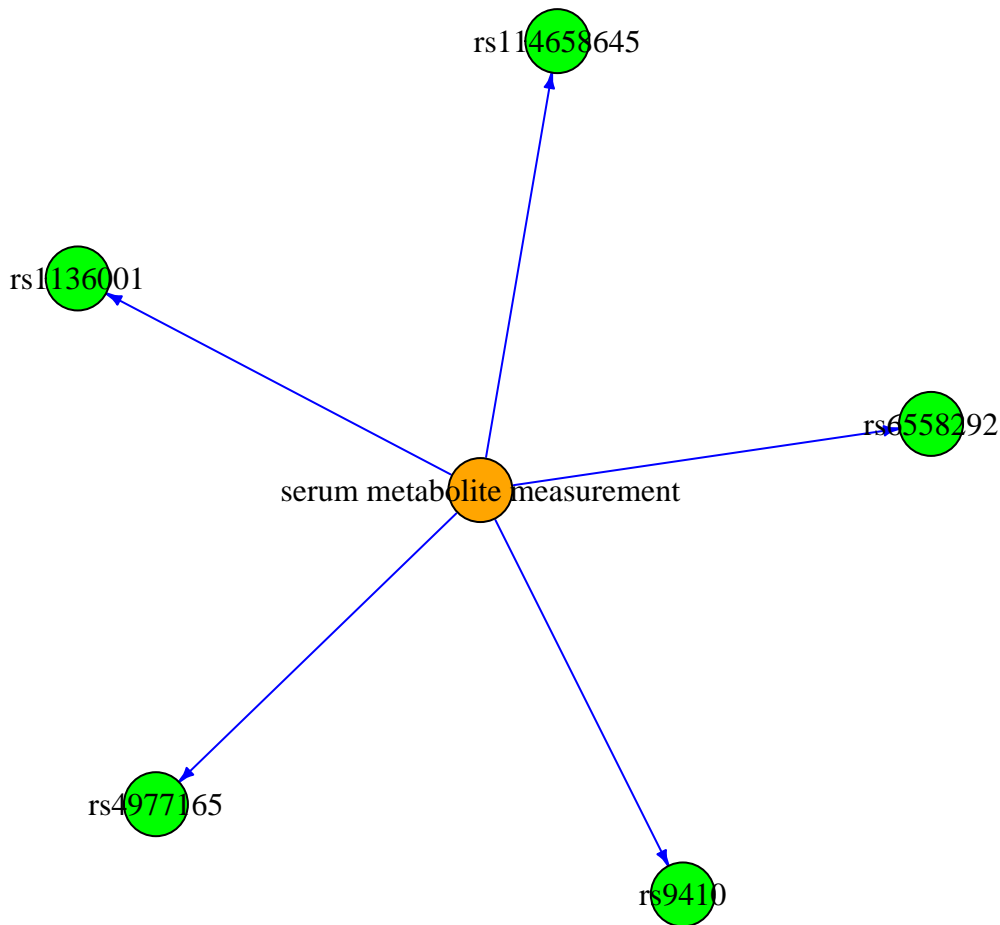 rs114658645
rs1136001
rs6558292
serum metabolite measurement
rs4977165
rs9410